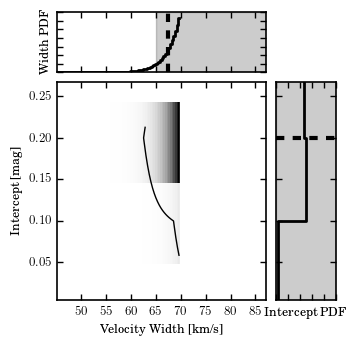 Width PDF
0.25
0.20
0.15
0.10
0.05
Intercept [mag]
50 55 60 65 70 75 80 85
Velocity Width [km/s]
Intercept PDF